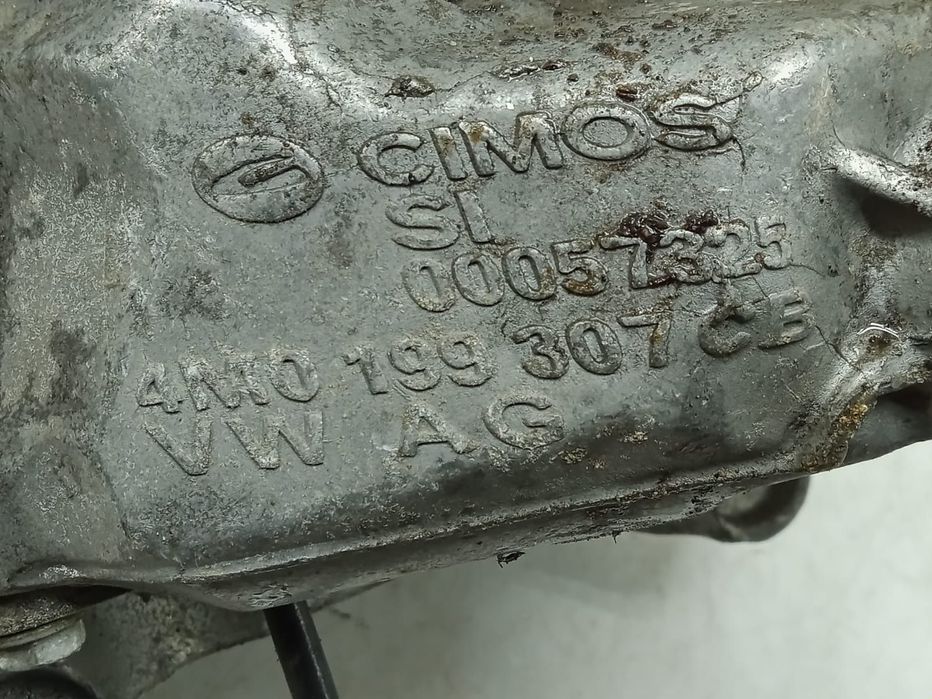 CIMOS
SI
00057325
4M0 199 307 CB
VW AG